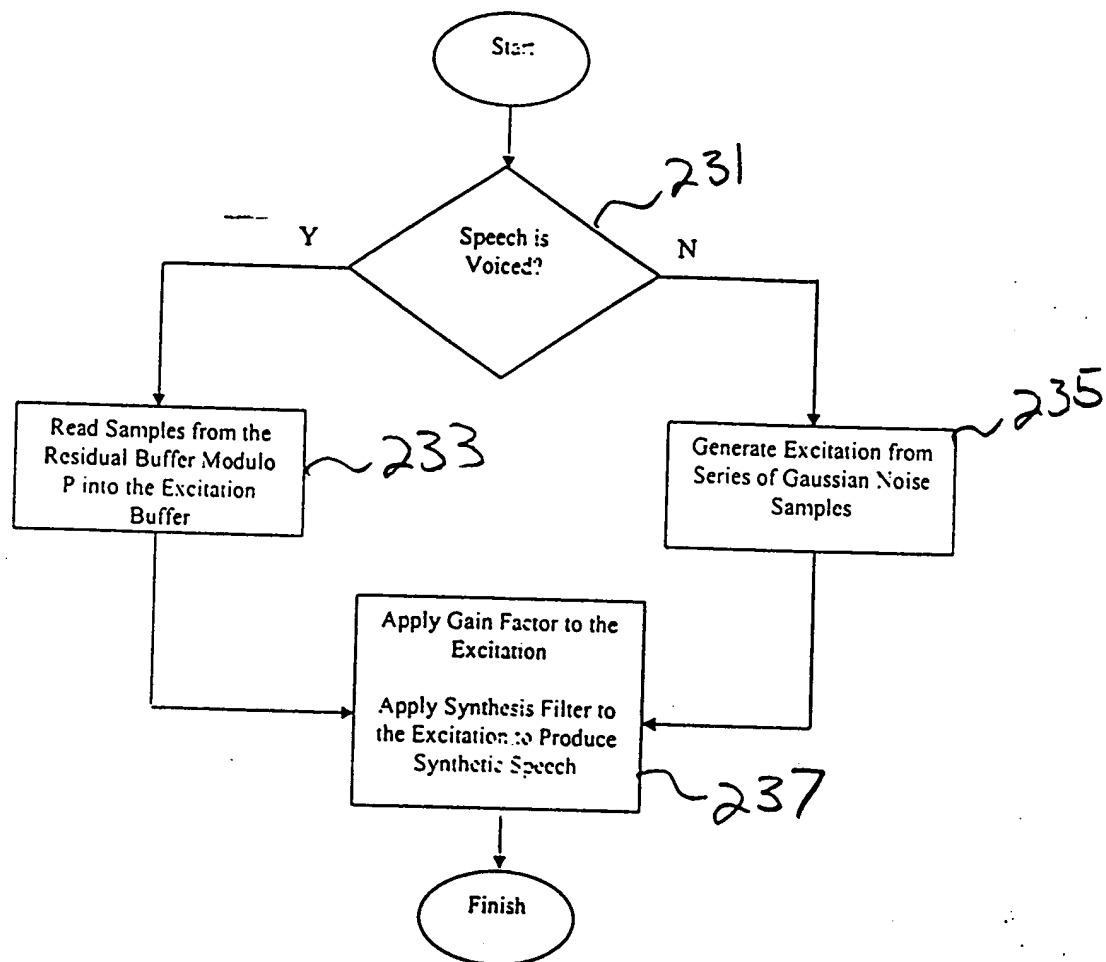 Start
231
Y
Speech is
Voiced?
N
235
Read Samples from the
Residual Buffer Modulo
P into the Excitation
Buffer
233
Generate Excitation from
Series of Gaussian Noise
Samples
Apply Gain Factor to the
Excitation
Apply Synthesis Filter to
the Excitation to Produce
Synthetic Speech
237
Finish